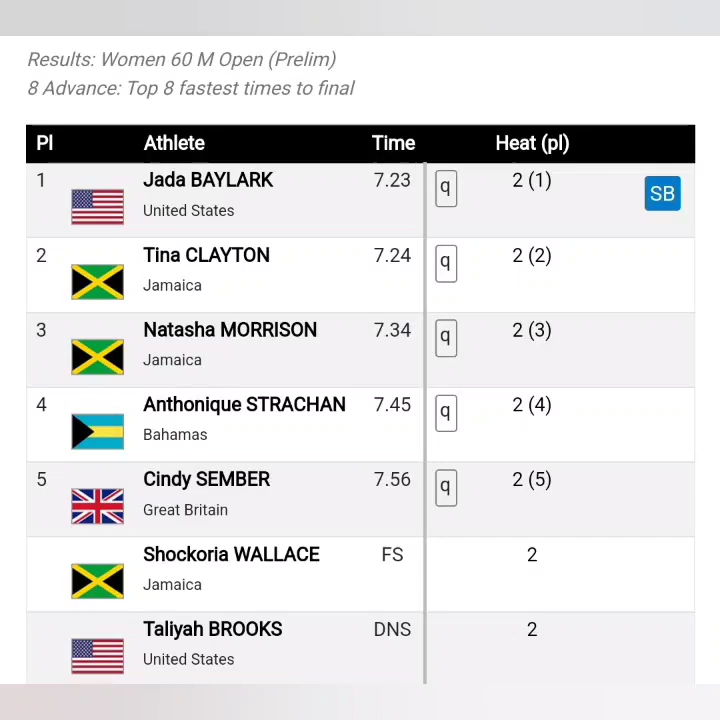 Results: Women 60 M Open (Prelim)
8 Advance: Top 8 fastest times to final
Pl Athlete Time Heat (pl)
1 Jada BAYLARK 7.23 q 2 (1) SB
United States
2 Tina CLAYTON 7.24 q 2 (2)
Jamaica
3 Natasha MORRISON 7.34 q 2 (3)
Jamaica
4 Anthonique STRACHAN 7.45 q 2 (4)
Bahamas
5 Cindy SEMBER 7.56 q 2 (5)
Great Britain
Shockoria WALLACE FS 2
Jamaica
Taliyah BROOKS DNS 2
United States